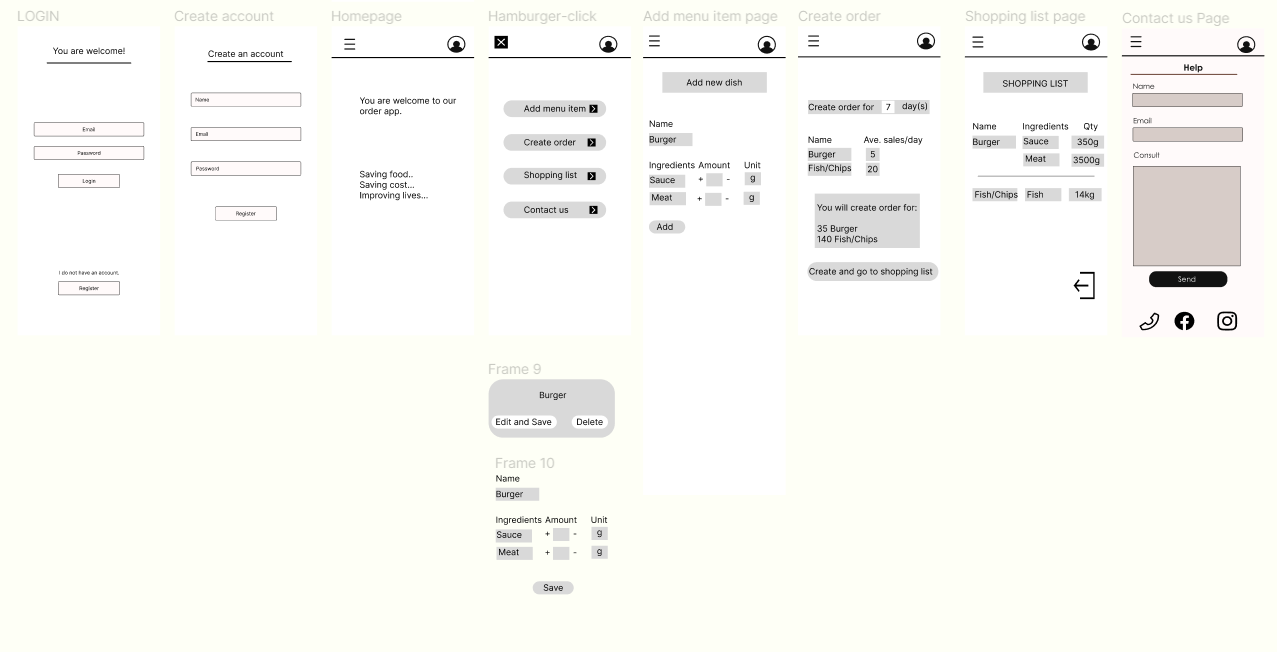 LOGIN
You are welcome!
Email
Password
Login
I do not have an account.
Register
Create account
Create an account
Name
Email
Password
Register
Homepage
You are welcome to our
order app.
Saving food..
Saving cost...
Improving lives...
Hamburger-click
Add menu item
Create order
Shopping list
Contact us
Frame 9
Burger
Edit and Save Delete
Frame 10
Name
Burger
Ingredients Amount Unit
Sauce + - g
Meat + - g
Save
Add menu item page
Add new dish
Name
Burger
Ingredients Amount Unit
Sauce + - g
Meat + - g
Add
Create order
Create order for 7 day(s)
Name Ave. sales/day
Burger 5
Fish/Chips 20
You will create order for:
35 Burger
140 Fish/Chips
Create and go to shopping list
Shopping list page
SHOPPING LIST
Name Ingredients Qty
Burger Sauce 350g
Meat 3500g
Fish/Chips Fish 14kg
Contact us Page
Help
Name
Email
Consult
Send